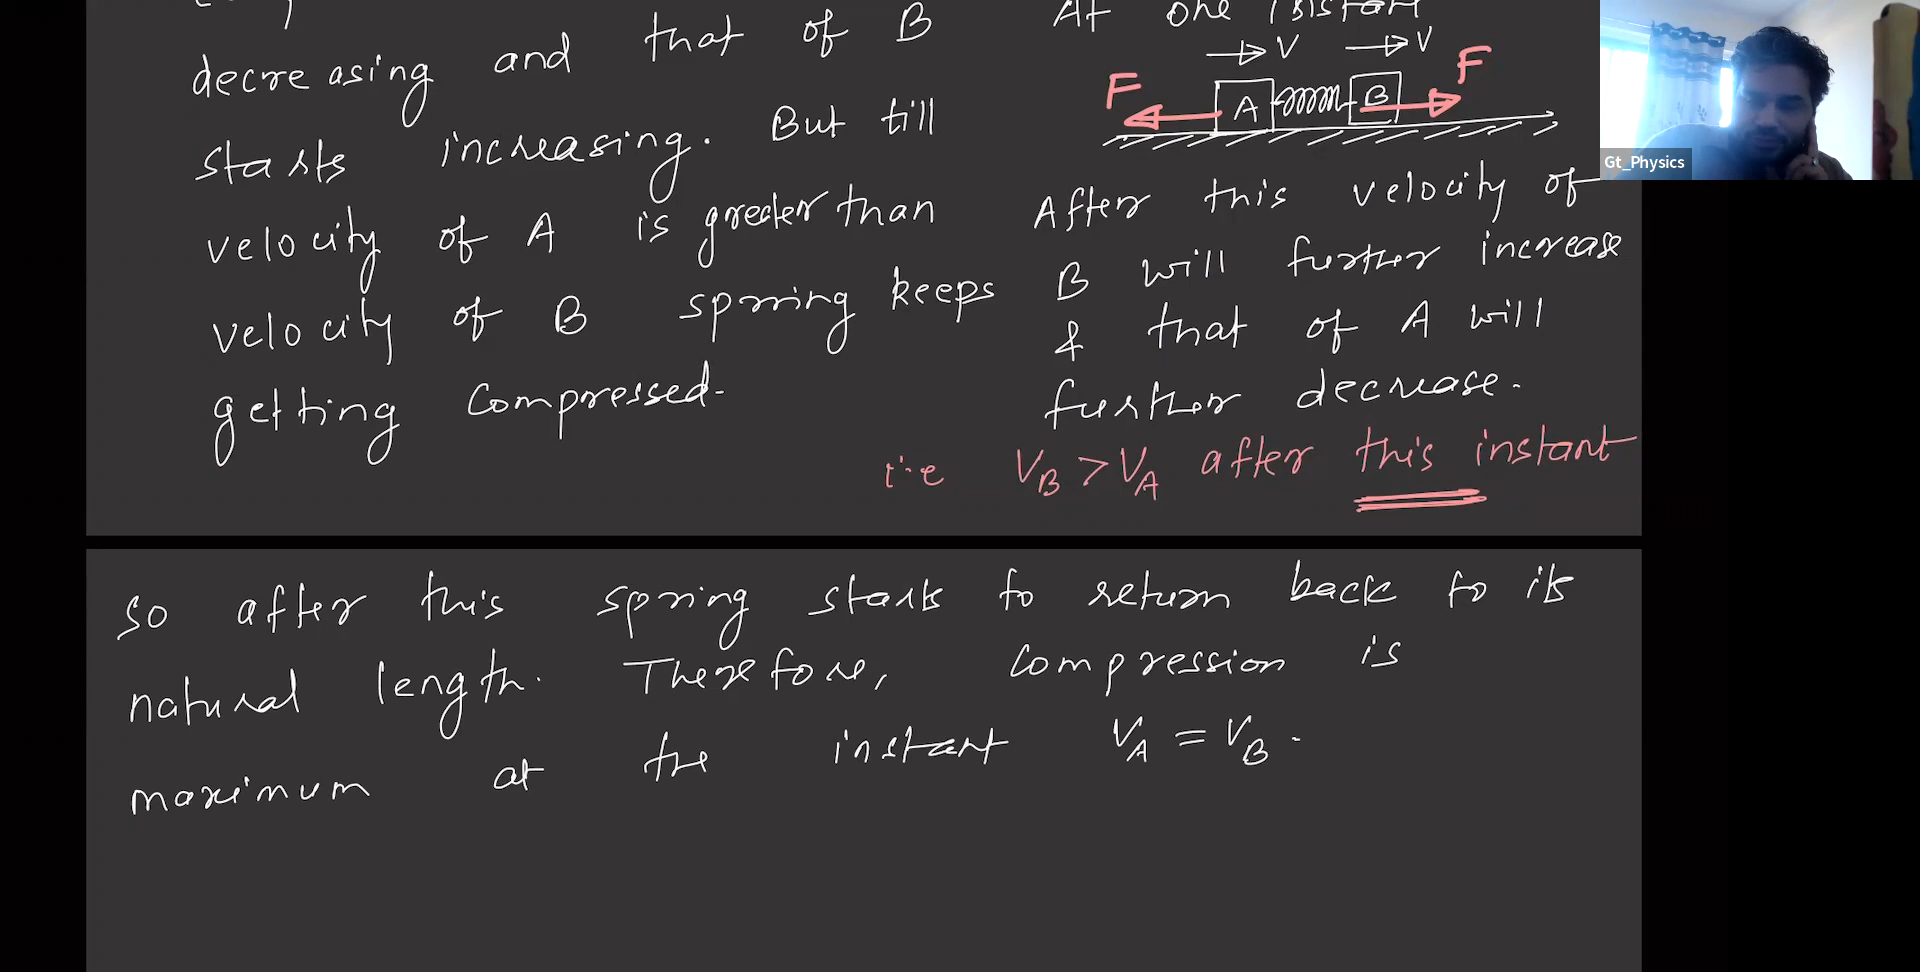 decreasing and that of B
starts increasing. But till
velocity of A is greater than
velocity of B spring keeps
getting compressed.
At one instant
V V
F A B F
After this velocity of
B will further increase
& that of A will
further decrease.
i.e VB > VA after this instant
so after this spring starts to return back to its
natural length. Therefore, compression is
maximum at the instant VA = VB.
Gt_Physics